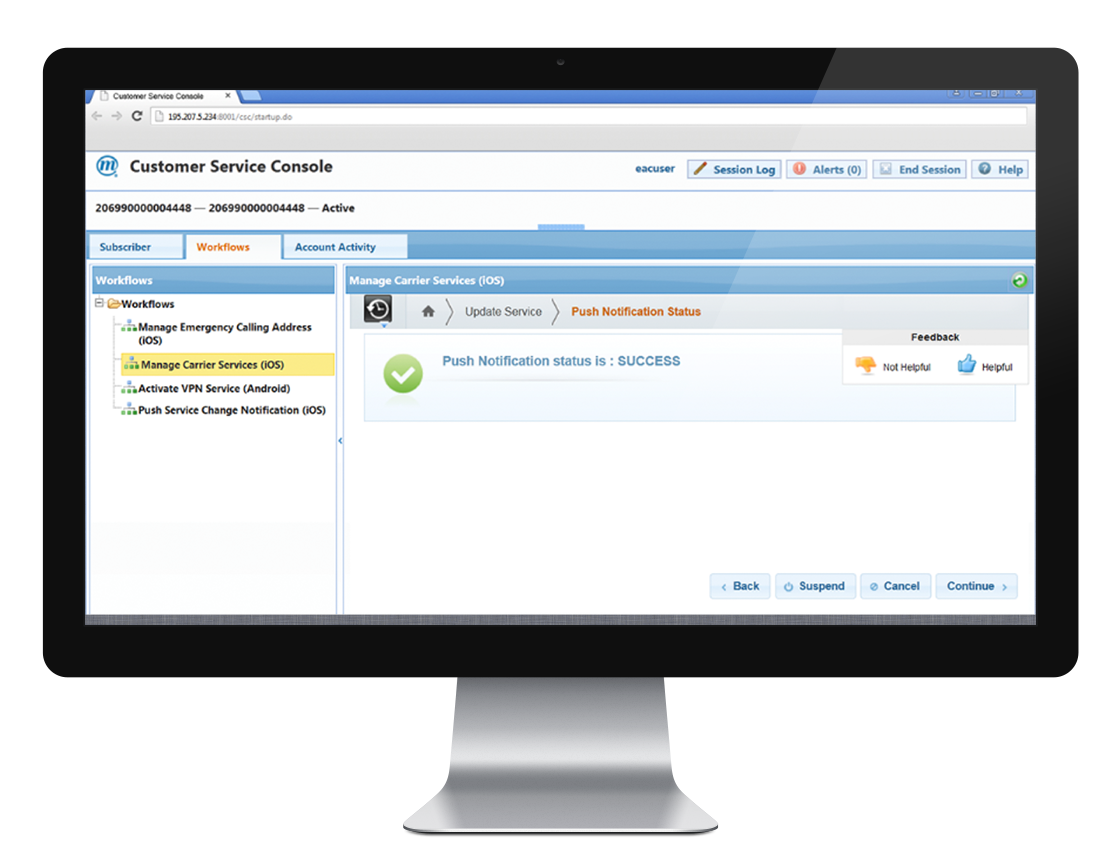 Customer Service Console
195.207.5.234:8001/csc/startup.do
Customer Service Console
eacuser Session Log Alerts (0) End Session Help
206990000004448 — 206990000004448 — Active
Subscriber Workflows Account Activity
Workflows
Workflows
Manage Emergency Calling Address
(iOS)
Manage Carrier Services (iOS)
Activate VPN Service (Android)
Push Service Change Notification (iOS)
Manage Carrier Services (iOS)
Update Service Push Notification Status
Feedback
Not Helpful Helpful
Push Notification status is : SUCCESS
Back Suspend Cancel Continue